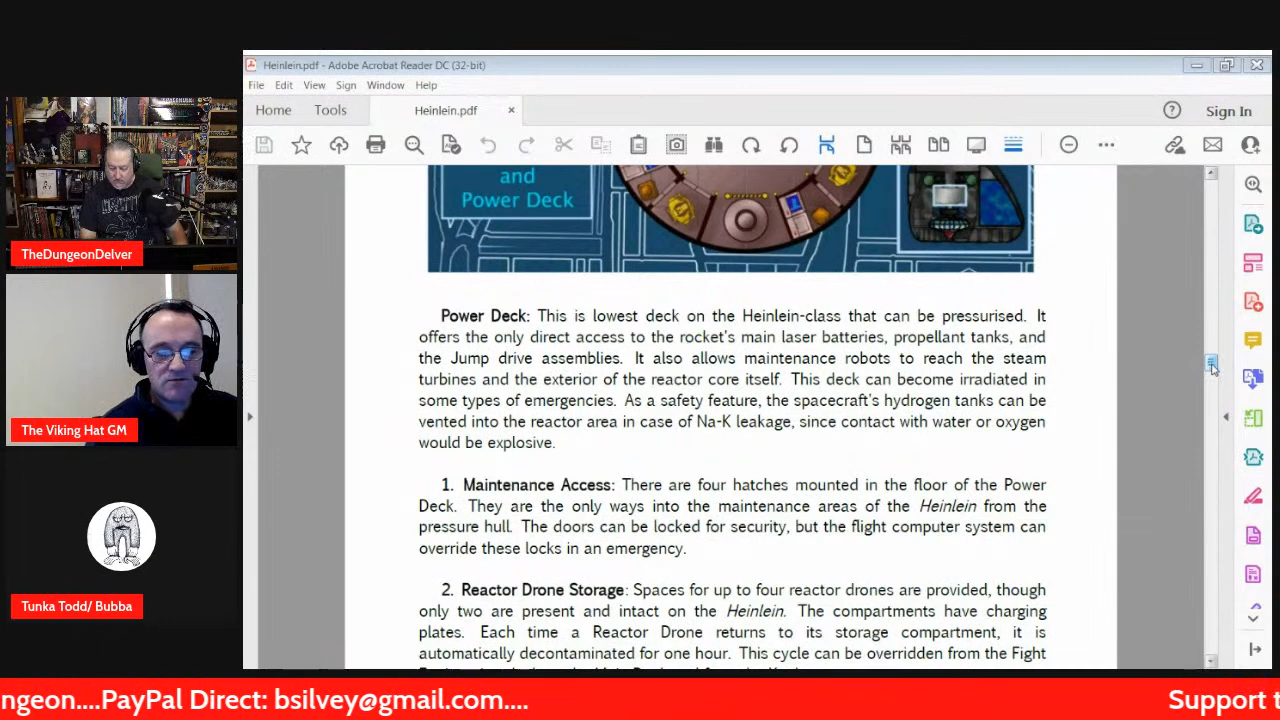 Heinlein.pdf - Adobe Acrobat Reader DC (32-bit)
File Edit View Sign Window Help
Home Tools Heinlein.pdf × Sign In
and
Power Deck
Power Deck: This is lowest deck on the Heinlein-class that can be pressurised. It
offers the only direct access to the rocket's main laser batteries, propellant tanks, and
the Jump drive assemblies. It also allows maintenance robots to reach the steam
turbines and the exterior of the reactor core itself. This deck can become irradiated in
some types of emergencies. As a safety feature, the spacecraft's hydrogen tanks can be
vented into the reactor area in case of Na-K leakage, since contact with water or oxygen
would be explosive.
1. Maintenance Access: There are four hatches mounted in the floor of the Power
Deck. They are the only ways into the maintenance areas of the Heinlein from the
pressure hull. The doors can be locked for security, but the flight computer system can
override these locks in an emergency.
2. Reactor Drone Storage: Spaces for up to four reactor drones are provided, though
only two are present and intact on the Heinlein. The compartments have charging
plates. Each time a Reactor Drone returns to its storage compartment, it is
automatically decontaminated for one hour. This cycle can be overridden from the Fight
TheDungeonDelver
The Viking Hat GM
Tunka Todd/ Bubba
ngeon....PayPal Direct: bsilvey@gmail.com.... Support t